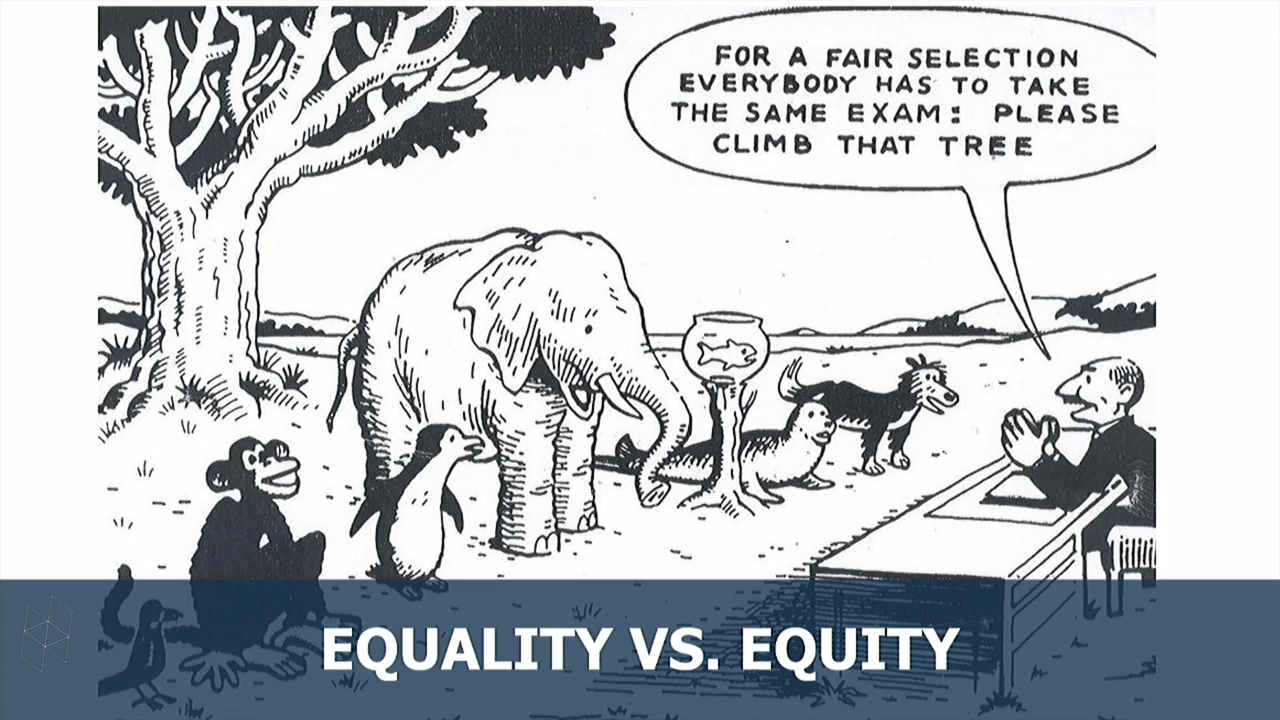 FOR A FAIR SELECTION
EVERYBODY HAS TO TAKE
THE SAME EXAM: PLEASE
CLIMB THAT TREE
EQUALITY VS. EQUITY